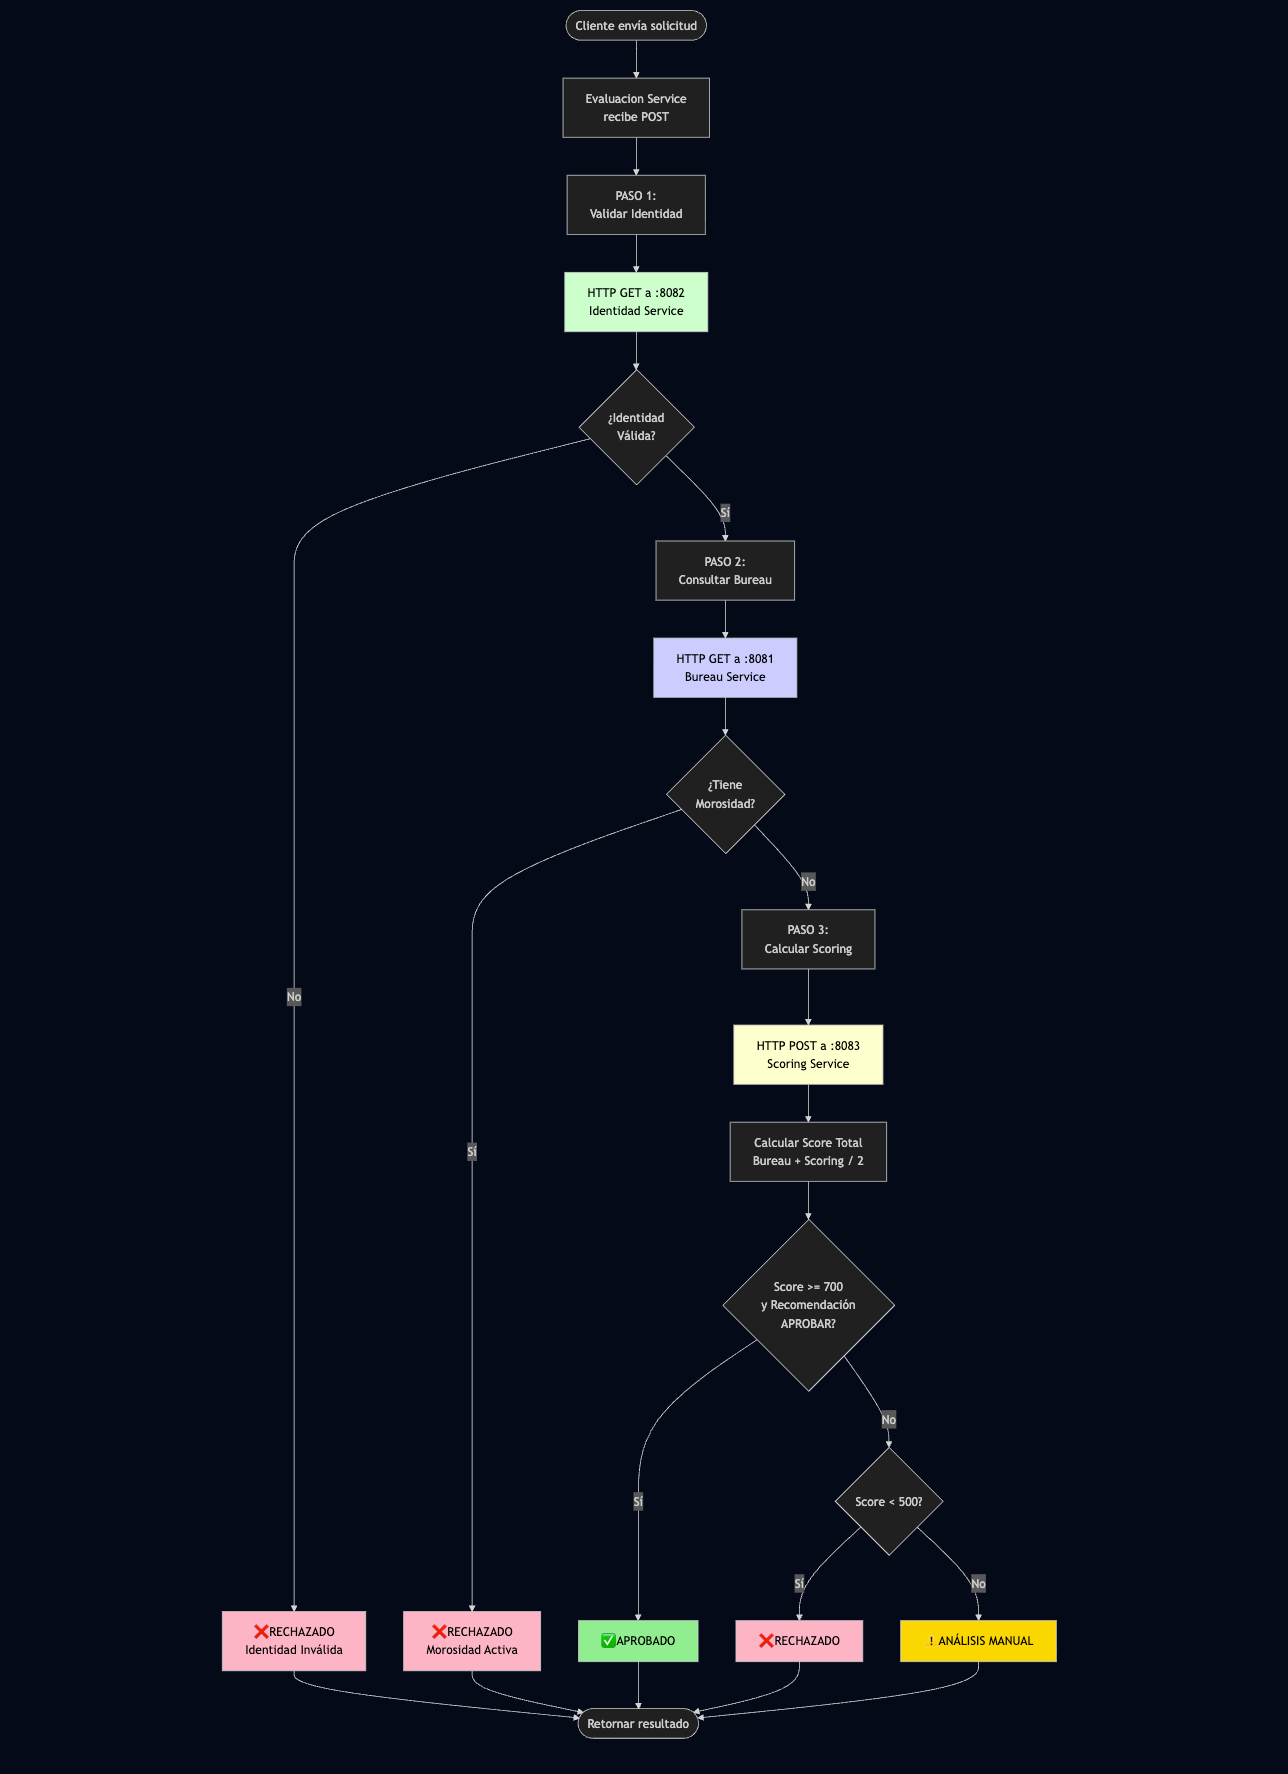 Cliente envía solicitud
Evaluacion Service
recibe POST
PASO 1:
Validar Identidad
HTTP GET a :8082
Identidad Service
¿Identidad
Válida?
Sí
PASO 2:
Consultar Bureau
HTTP GET a :8081
Bureau Service
¿Tiene
Morosidad?
No
PASO 3:
Calcular Scoring
No
HTTP POST a :8083
Scoring Service
Sí
Calcular Score Total
Bureau + Scoring / 2
Score >= 700
y Recomendación
APROBAR?
No
Sí
Score < 500?
Sí
No
❌RECHAZADO
Identidad Inválida
❌RECHAZADO
Morosidad Activa
✅APROBADO
❌RECHAZADO
! ANÁLISIS MANUAL
Retornar resultado